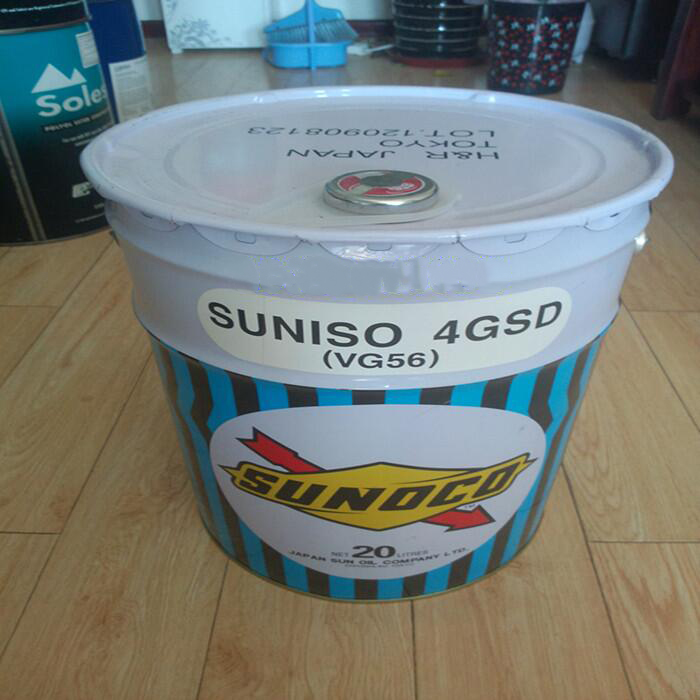 H&R JAPAN
TOKYO
LOT.120908123
SUNISO 4GSD
(VG56)
SUNOCO
NET 20 LITRES
JAPAN SUN OIL COMPANY LTD.
Soles